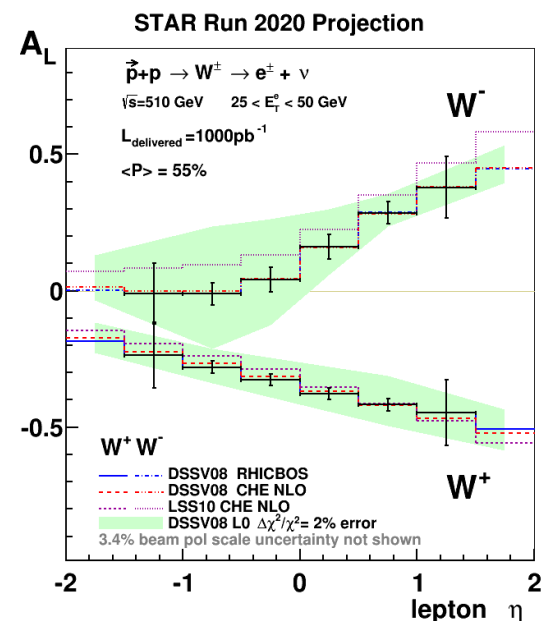 STAR Run 2020 Projection
A_L
p⃗+p → W^± → e^± + ν
√s=510 GeV 25 < E_T^e < 50 GeV
L_delivered =1000pb^-1
<P> = 55%
W^-
0.5
0
-0.5
W^+
W^+ W^-
DSSV08 RHICBOS
DSSV08 CHE NLO
LSS10 CHE NLO
DSSV08 L0 Δχ²/χ²= 2% error
3.4% beam pol scale uncertainty not shown
-2 -1 0 1 2
lepton η